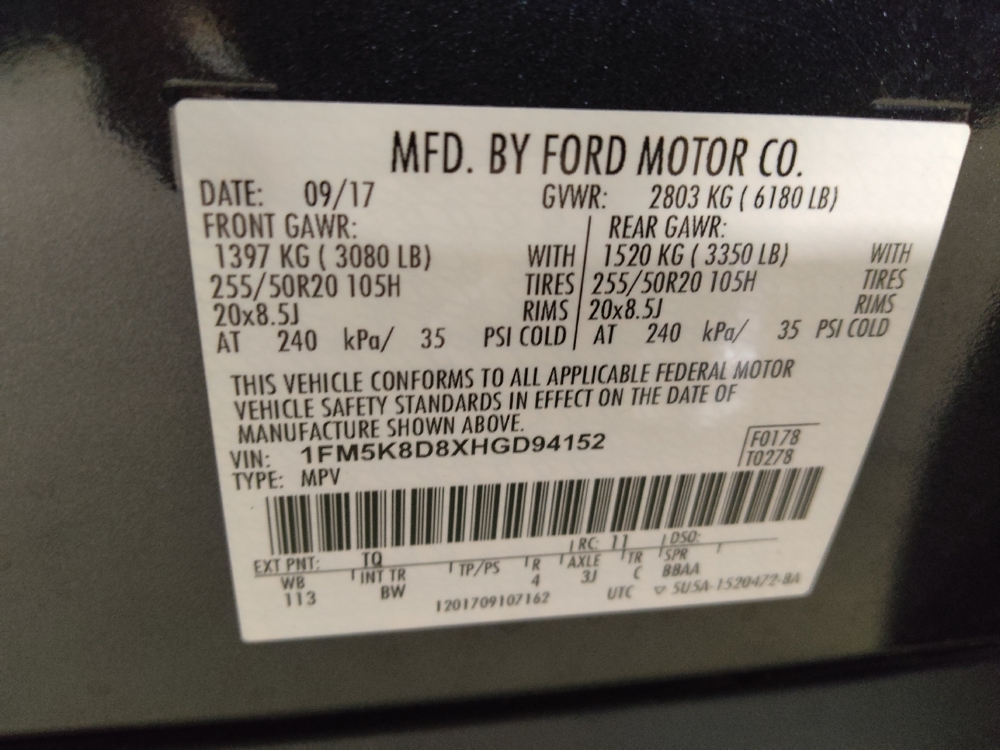 MFD. BY FORD MOTOR CO.
DATE: 09/17 GVWR: 2803 KG ( 6180 LB)
FRONT GAWR: REAR GAWR:
1397 KG ( 3080 LB) WITH 1520 KG ( 3350 LB) WITH
255/50R20 105H TIRES 255/50R20 105H TIRES
20x8.5J RIMS 20x8.5J RIMS
AT 240 kPa/ 35 PSI COLD AT 240 kPa/ 35 PSI COLD
THIS VEHICLE CONFORMS TO ALL APPLICABLE FEDERAL MOTOR
VEHICLE SAFETY STANDARDS IN EFFECT ON THE DATE OF
MANUFACTURE SHOWN ABOVE.
VIN: 1FM5K8D8XHGD94152 F0178
TYPE: MPV T0278
EXT PNT: TQ RC: 11 DSO:
WB INT TR TP/PS R AXLE TR SPR
113 BW 4 3J C BBAA
1201709107162 UTC ▽ 5U5A-1520472-BA